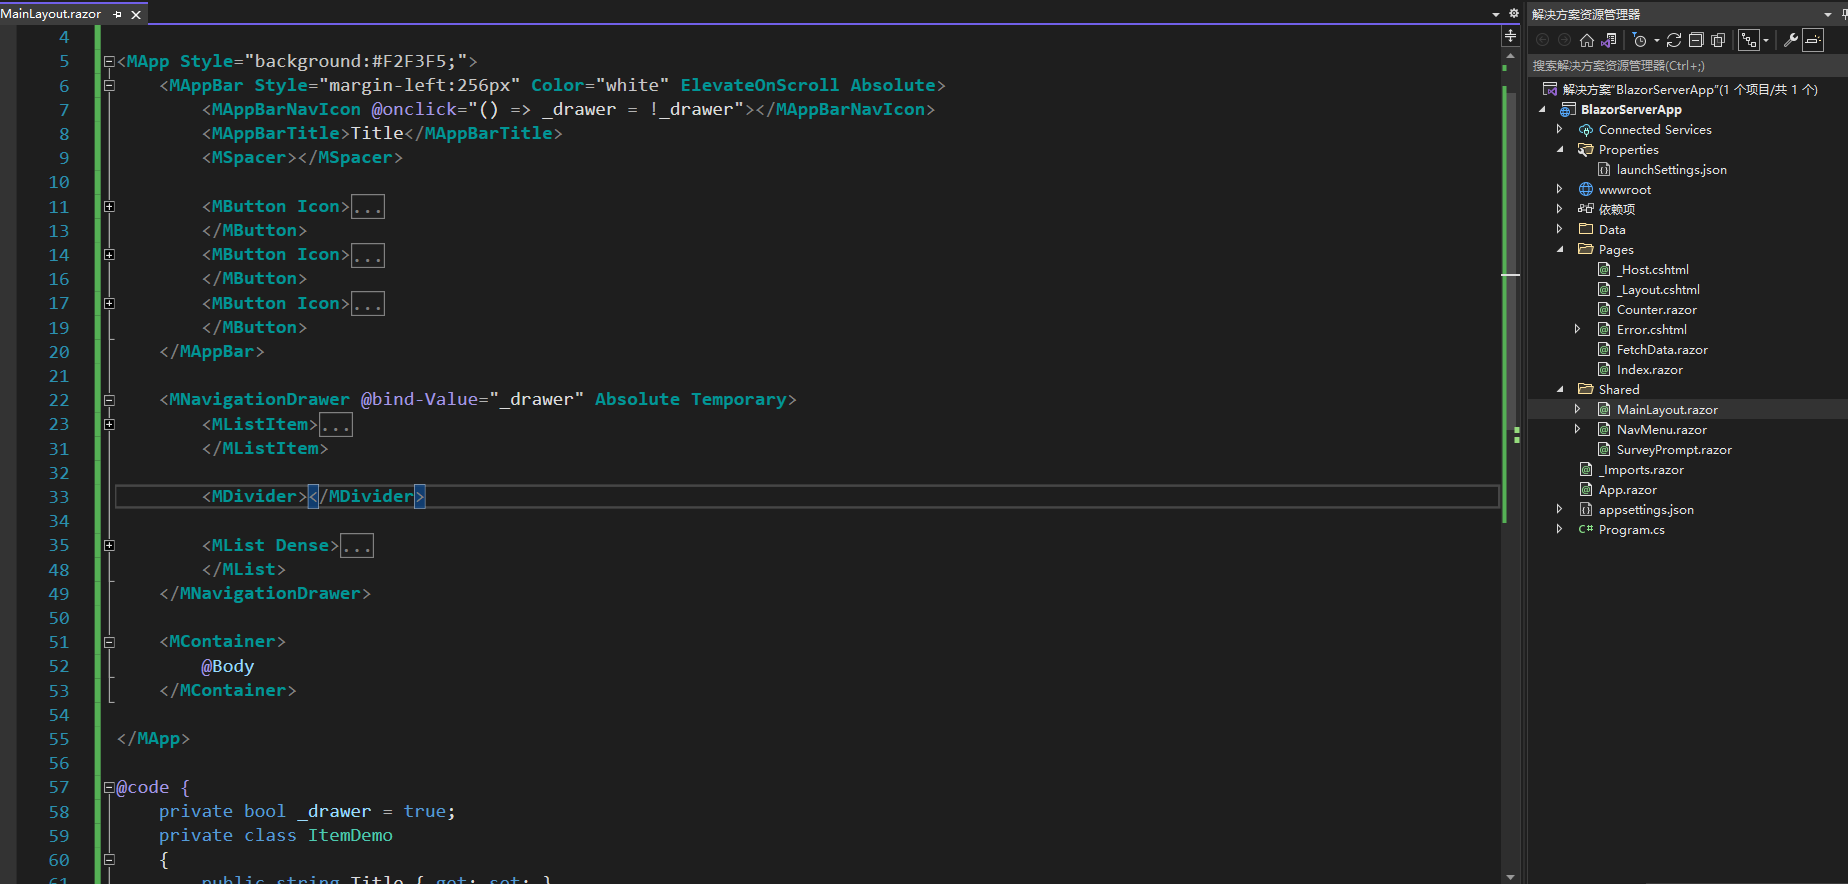 MainLayout.razor
4
5 <MApp Style="background:#F2F3F5;">
6 <MAppBar Style="margin-left:256px" Color="white" ElevateOnScroll Absolute>
7 <MAppBarNavIcon @onclick="() => _drawer = !_drawer"></MAppBarNavIcon>
8 <MAppBarTitle>Title</MAppBarTitle>
9 <MSpacer></MSpacer>
10
11 <MButton Icon>...
13 </MButton>
14 <MButton Icon>...
16 </MButton>
17 <MButton Icon>...
19 </MButton>
20 </MAppBar>
21
22 <MNavigationDrawer @bind-Value="_drawer" Absolute Temporary>
23 <MListItem>...
31 </MListItem>
32
33 <MDivider></MDivider>
34
35 <MList Dense>...
48 </MList>
49 </MNavigationDrawer>
50
51 <MContainer>
52 @Body
53 </MContainer>
54
55 </MApp>
56
57 @code {
58 private bool _drawer = true;
59 private class ItemDemo
60 {
61 public string Title { get; set; }
解决方案资源管理器
搜索解决方案资源管理器(Ctrl+;)
解决方案"BlazorServerApp"(1 个项目/共 1 个)
BlazorServerApp
Connected Services
Properties
launchSettings.json
wwwroot
依赖项
Data
Pages
_Host.cshtml
_Layout.cshtml
Counter.razor
Error.cshtml
FetchData.razor
Index.razor
Shared
MainLayout.razor
NavMenu.razor
SurveyPrompt.razor
_Imports.razor
App.razor
appsettings.json
C# Program.cs